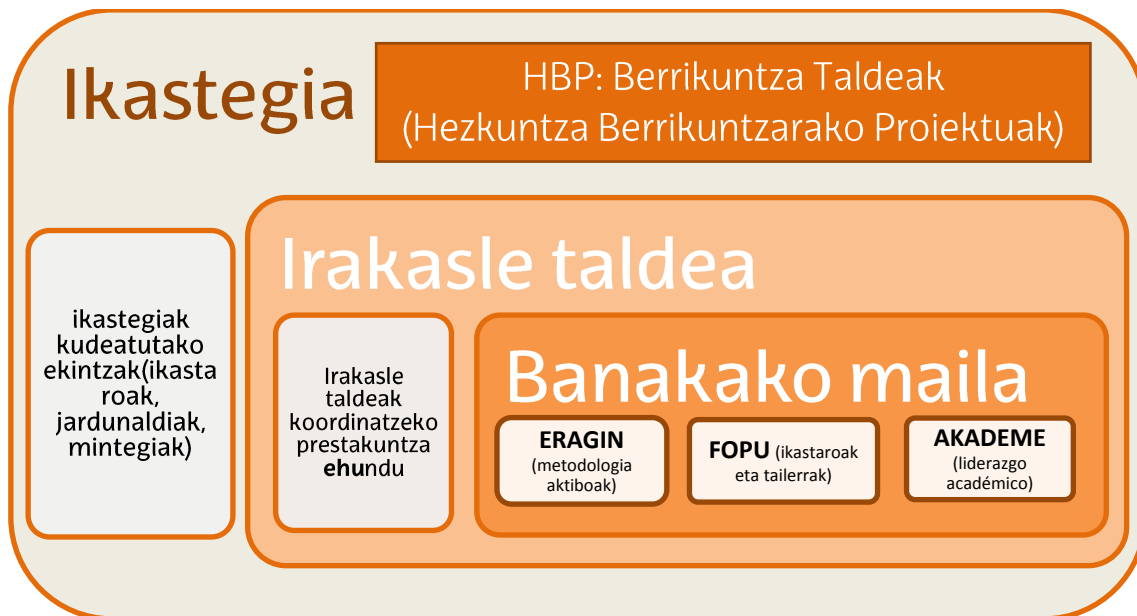 Ikastegia
HBP: Berrikuntza Taldeak
(Hezkuntza Berrikuntzarako Proiektuak)
ikastegiak
kudeatutako
ekintzak(ikasta
roak,
jardunaldiak,
mintegiak)
Irakasle taldea
Irakasle
taldeak
koordinatzeko
prestakuntza
ehundu
Banakako maila
ERAGIN
(metodologia
aktiboak)
FOPU (ikastaroak
eta tailerrak)
AKADEME
(liderazgo
académico)